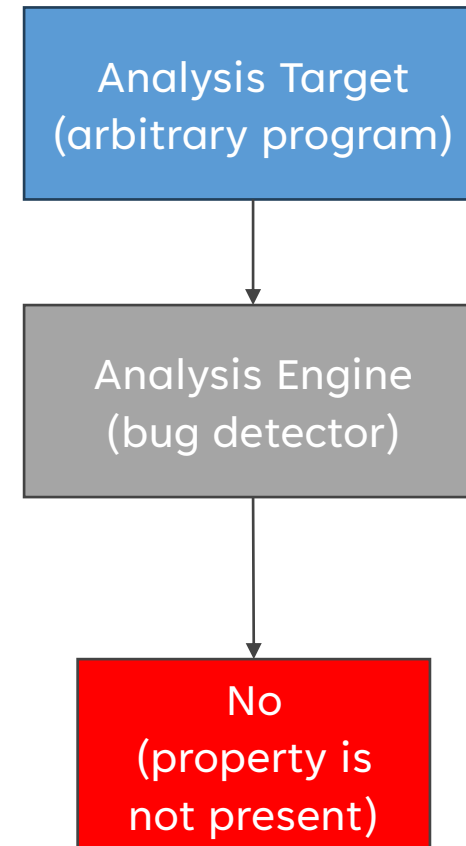 Analysis Target
(arbitrary program)
Analysis Engine
(bug detector)
No
(property is
not present)